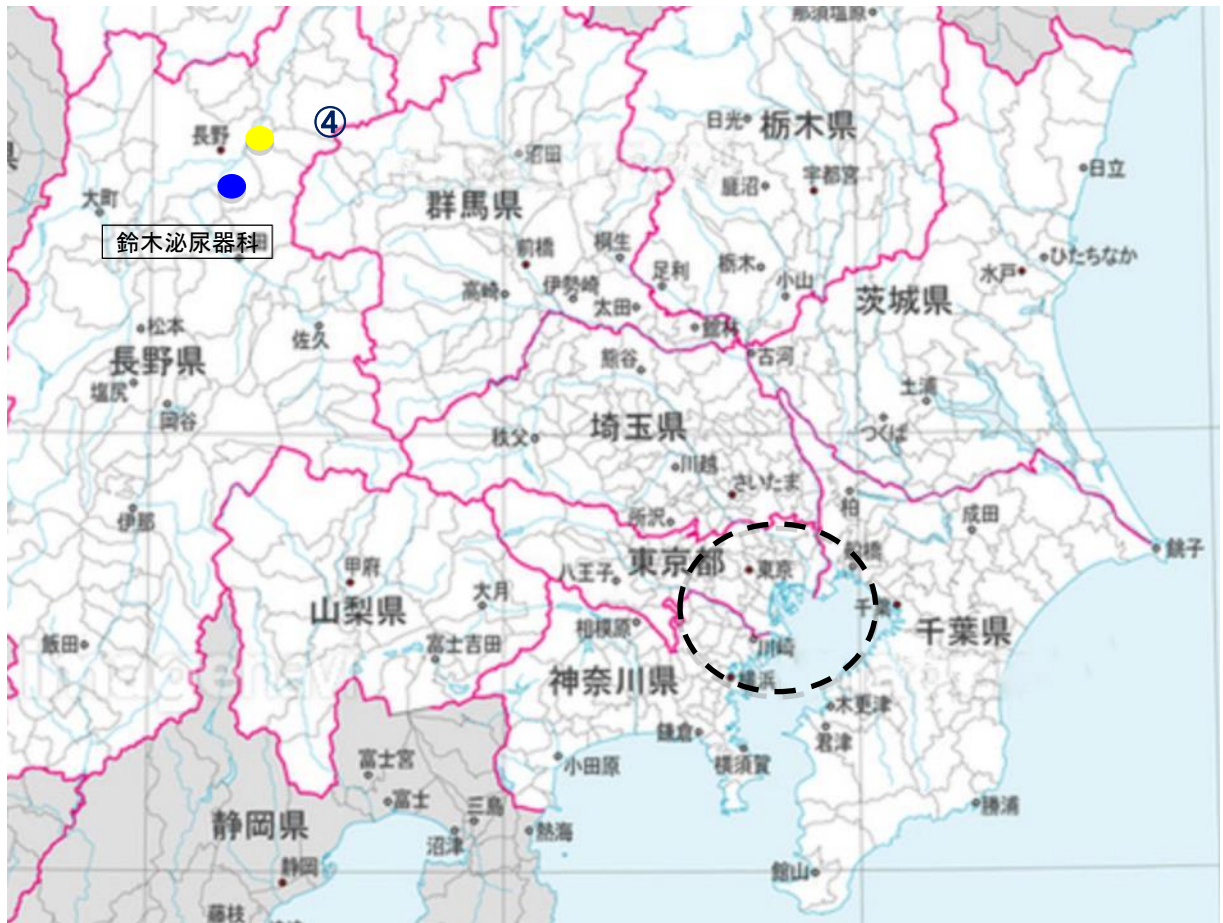 那須塩原
④
長野
日光
栃木県
沼田
日立
鹿沼
宇都宮
大町
群馬県
鈴木泌尿器科
前橋
桐生
栃木
ひたちなか
足利
水戸
高崎
伊勢崎
小山
太田
茨城県
松本
佐久
館林
長野県
熊谷
古河
塩尻
土浦
岡谷
埼玉県
つくば
秩父
川越
さいたま
柏
伊那
所沢
成田
船橋
銚子
東京都
東京
甲府
八王子
大月
千葉
山梨県
相模原
千葉県
飯田
富士吉田
川崎
神奈川県
横浜
木更津
鎌倉
君津
小田原
横須賀
富士宮
富士
三島
勝浦
静岡県
沼津
熱海
静岡
館山
藤枝